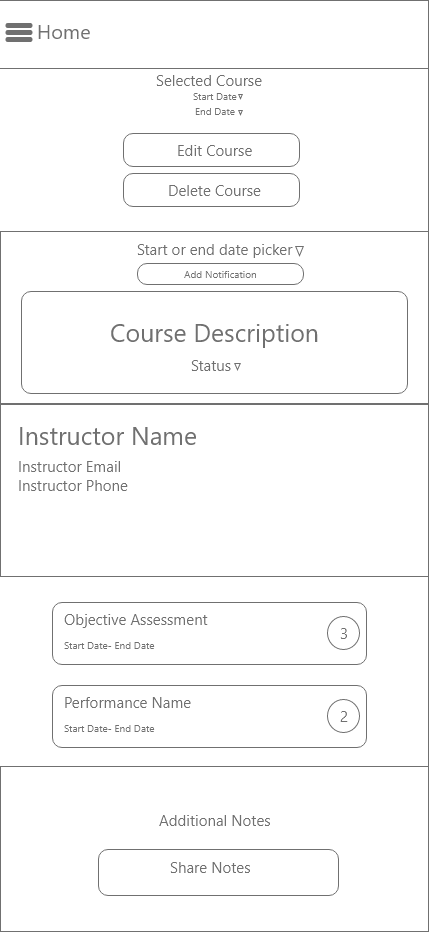 Home
Selected Course
Start Date
End Date
Edit Course
Delete Course
Start or end date picker
Add Notification
Course Description
Status
Instructor Name
Instructor Email
Instructor Phone
Objective Assessment
3
Start Date- End Date
Performance Name
2
Start Date- End Date
Additional Notes
Share Notes